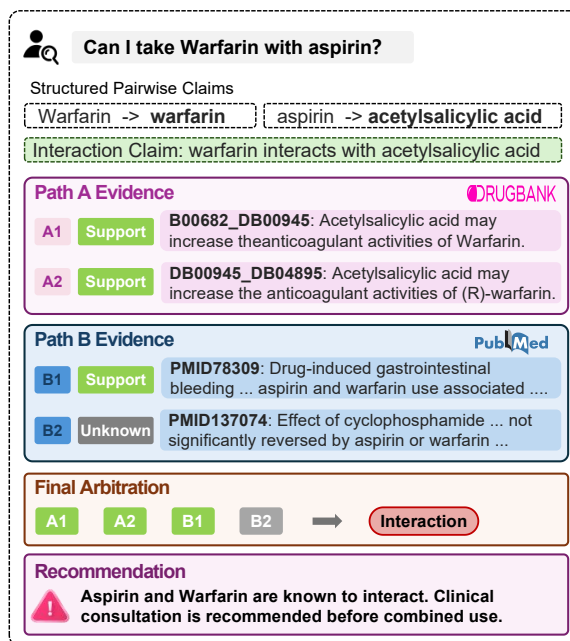 Can I take Warfarin with aspirin?
Structured Pairwise Claims
Warfarin -> warfarin
aspirin -> acetylsalicylic acid
Interaction Claim: warfarin interacts with acetylsalicylic acid
Path A Evidence
DRUGBANK
A1 Support B00682_DB00945: Acetylsalicylic acid may
increase theanticoagulant activities of Warfarin.
A2 Support DB00945_DB04895: Acetylsalicylic acid may
increase the anticoagulant activities of (R)-warfarin.
Path B Evidence
PubMed
B1 Support PMID78309: Drug-induced gastrointestinal
bleeding ... aspirin and warfarin use associated ....
B2 Unknown PMID137074: Effect of cyclophosphamide ... not
significantly reversed by aspirin or warfarin ...
Final Arbitration
A1 A2 B1 B2 Interaction
Recommendation
Aspirin and Warfarin are known to interact. Clinical
consultation is recommended before combined use.